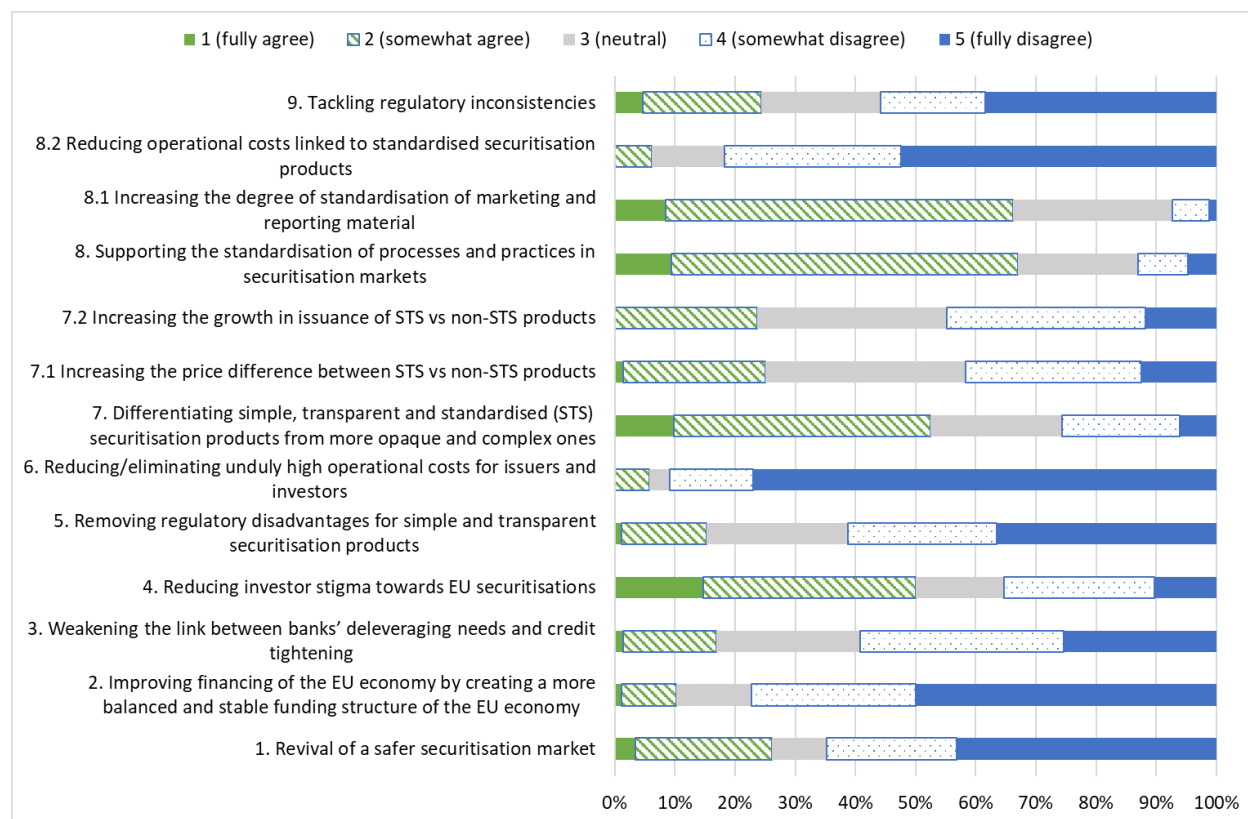 1 (fully agree) 2 (somewhat agree) 3 (neutral) 4 (somewhat disagree) 5 (fully disagree)
9. Tackling regulatory inconsistencies
8.2 Reducing operational costs linked to standardised securitisation
products
8.1 Increasing the degree of standardisation of marketing and
reporting material
8. Supporting the standardisation of processes and practices in
securitisation markets
7.2 Increasing the growth in issuance of STS vs non-STS products
7.1 Increasing the price difference between STS vs non-STS products
7. Differentiating simple, transparent and standardised (STS)
securitisation products from more opaque and complex ones
6. Reducing/eliminating unduly high operational costs for issuers and
investors
5. Removing regulatory disadvantages for simple and transparent
securitisation products
4. Reducing investor stigma towards EU securitisations
3. Weakening the link between banks’ deleveraging needs and credit
tightening
2. Improving financing of the EU economy by creating a more
balanced and stable funding structure of the EU economy
1. Revival of a safer securitisation market
0% 10% 20% 30% 40% 50% 60% 70% 80% 90% 100%